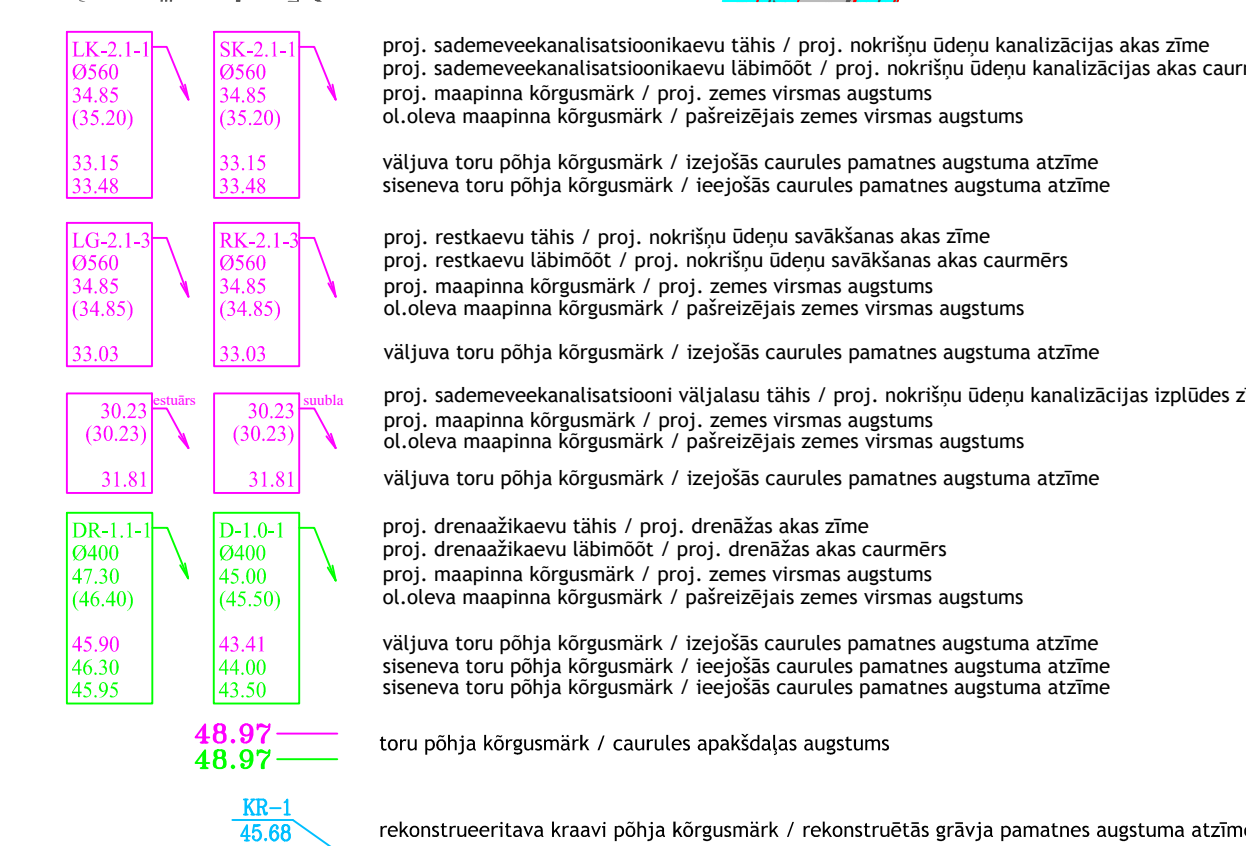 LK-2.1-1 SK-2.1-1 proj. sademeveekanalisatsioonikaevu tähis / proj. nokrišņu ūdeņu kanalizācijas akas zīme
Ø560 Ø560 proj. sademeveekanalisatsioonikaevu läbimõõt / proj. nokrišņu ūdeņu kanalizācijas akas
34.85 34.85 proj. maapinna kõrgusmärk / proj. zemes virsmas augstums
(35.20) (35.20) ol.oleva maapinna kõrgusmärk / pašreizējais zemes virsmas augstums
33.15 33.15 väljuva toru põhja kõrgusmärk / izejošās caurules pamatnes augstuma atzīme
33.48 33.48 siseneva toru põhja kõrgusmärk / ieejošās caurules pamatnes augstuma atzīme
LG-2.1-3 RK-2.1-3 proj. restkaevu tähis / proj. nokrišņu ūdeņu savākšanas akas zīme
Ø560 Ø560 proj. restkaevu läbimõõt / proj. nokrišņu ūdeņu savākšanas akas caurmērs
34.85 34.85 proj. maapinna kõrgusmärk / proj. zemes virsmas augstums
(34.85) (34.85) ol.oleva maapinna kõrgusmärk / pašreizējais zemes virsmas augstums
33.03 33.03 väljuva toru põhja kõrgusmärk / izejošās caurules pamatnes augstuma atzīme
estuārs suubla proj. sademeveekanalisatsiooni väljalasu tähis / proj. nokrišņu ūdeņu kanalizācijas izplūdes
30.23 30.23 proj. maapinna kõrgusmärk / proj. zemes virsmas augstums
(30.23) (30.23) ol.oleva maapinna kõrgusmärk / pašreizējais zemes virsmas augstums
31.81 31.81 väljuva toru põhja kõrgusmärk / izejošās caurules pamatnes augstuma atzīme
DR-1.1-1 D-1.0-1 proj. drenaažikaevu tähis / proj. drenāžas akas zīme
Ø400 Ø400 proj. drenaažikaevu läbimõõt / proj. drenāžas akas caurmērs
47.30 45.00 proj. maapinna kõrgusmärk / proj. zemes virsmas augstums
(46.40) (45.50) ol.oleva maapinna kõrgusmärk / pašreizējais zemes virsmas augstums
45.90 43.41 väljuva toru põhja kõrgusmärk / izejošās caurules pamatnes augstuma atzīme
46.30 44.00 siseneva toru põhja kõrgusmärk / ieejošās caurules pamatnes augstuma atzīme
45.95 43.50 siseneva toru põhja kõrgusmärk / ieejošās caurules pamatnes augstuma atzīme
48.97
toru põhja kõrgusmärk / caurules apakšdaļas augstums
48.97
KR-1
45.68 rekonstrueeritava kraavi põhja kõrgusmärk / rekonstruētās grāvja pamatnes augstuma atzīme